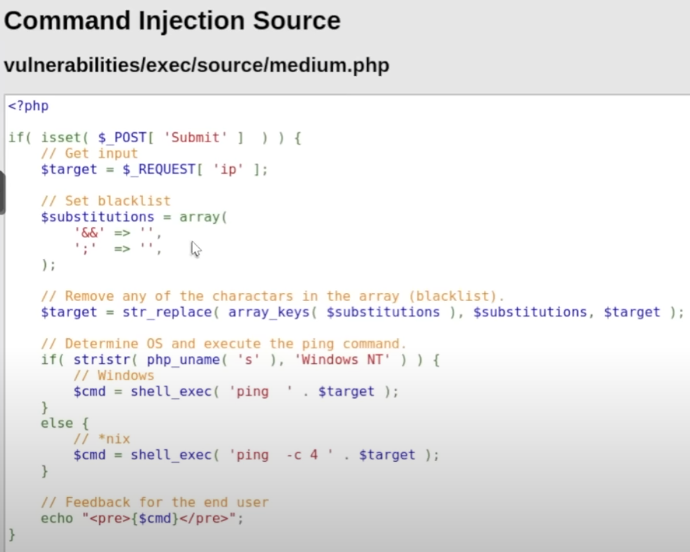 Command Injection Source
vulnerabilities/exec/source/medium.php
<?php
if( isset( $_POST[ 'Submit' ]  ) ) {
    // Get input
    $target = $_REQUEST[ 'ip' ];
    // Set blacklist
    $substitutions = array(
        '&&' => '',
        ';'  => '',
    );
    // Remove any of the charactars in the array (blacklist).
    $target = str_replace( array_keys( $substitutions ), $substitutions, $target );
    // Determine OS and execute the ping command.
    if( stristr( php_uname( 's' ), 'Windows NT' ) ) {
        // Windows
        $cmd = shell_exec( 'ping  ' . $target );
    }
    else {
        // *nix
        $cmd = shell_exec( 'ping  -c 4 ' . $target );
    }
    // Feedback for the end user
    echo "<pre>{$cmd}</pre>";
}